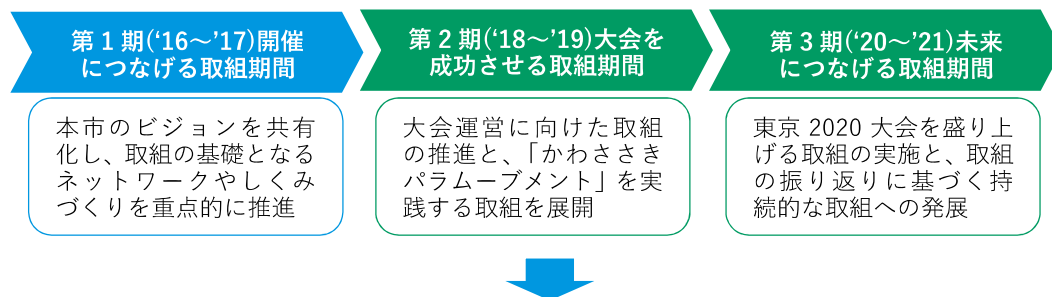 第1期(‘16～’17)開催
につなげる取組期間
本市のビジョンを共有
化し、取組の基礎となる
ネットワークやしくみ
づくりを重点的に推進
第2期(‘18～’19)大会を
成功させる取組期間
大会運営に向けた取組
の推進と、「かわささき
パラムーブメント」を実
践する取組を展開
第3期(‘20～’21)未来
につなげる取組期間
東京 2020 大会を盛り上
げる取組の実施と、取組
の振り返りに基づく持
続的な取組への発展